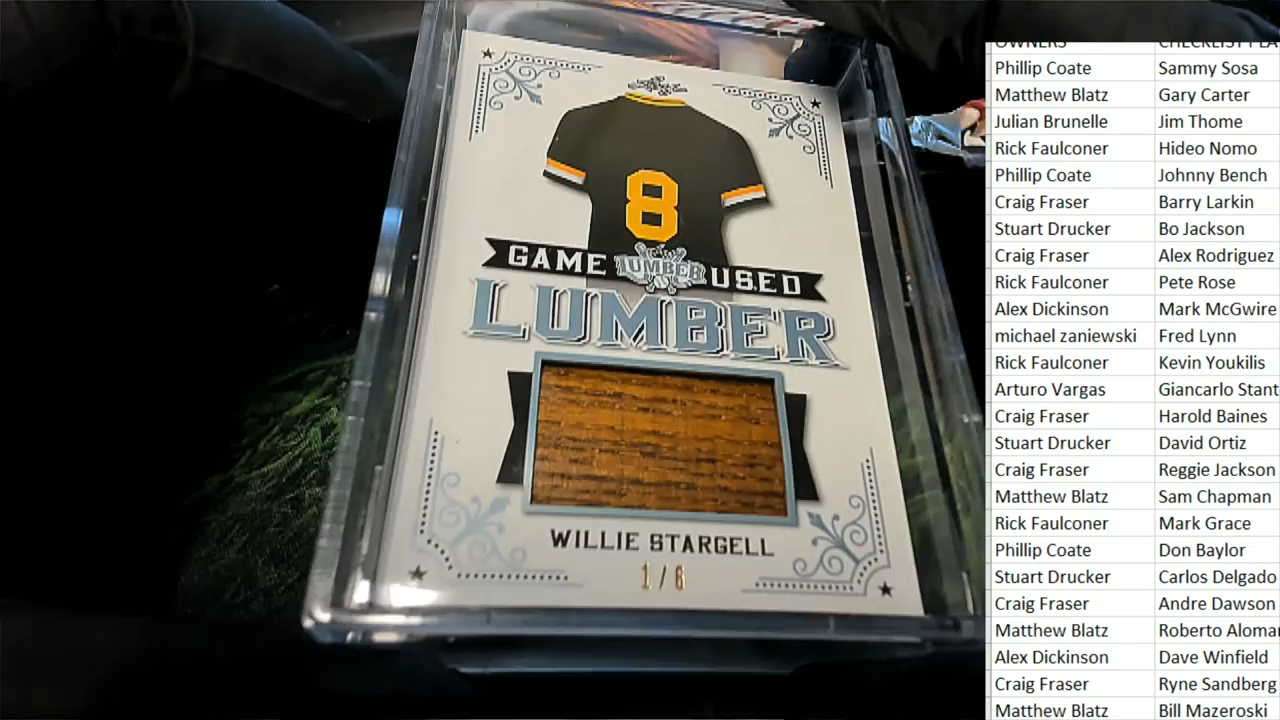 8
GAME LUMBER USED
LUMBER
WILLIE STARGELL
1/6
OWNERS
Phillip Coate Sammy Sosa
Matthew Blatz Gary Carter
Julian Brunelle Jim Thome
Rick Faulconer Hideo Nomo
Phillip Coate Johnny Bench
Craig Fraser Barry Larkin
Stuart Drucker Bo Jackson
Craig Fraser Alex Rodriguez
Rick Faulconer Pete Rose
Alex Dickinson Mark McGwire
michael zaniewski Fred Lynn
Rick Faulconer Kevin Youkilis
Arturo Vargas Giancarlo Stant
Craig Fraser Harold Baines
Stuart Drucker David Ortiz
Craig Fraser Reggie Jackson
Matthew Blatz Sam Chapman
Rick Faulconer Mark Grace
Phillip Coate Don Baylor
Stuart Drucker Carlos Delgado
Craig Fraser Andre Dawson
Matthew Blatz Roberto Alomar
Alex Dickinson Dave Winfield
Craig Fraser Ryne Sandberg
Matthew Blatz Bill Mazeroski